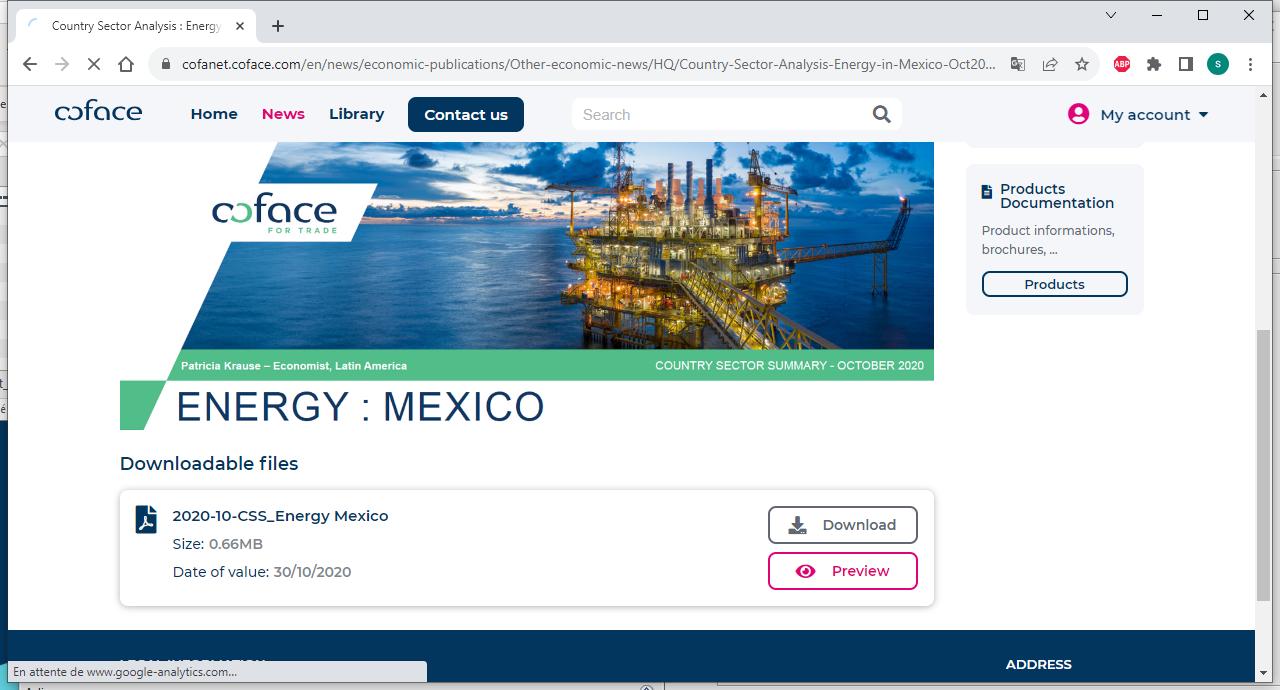 Country Sector Analysis : Energy
cofanet.coface.com/en/news/economic-publications/Other-economic-news/HQ/Country-Sector-Analysis-Energy-in-Mexico-Oct20...
ABP
S
coface
Home
News
Library
Contact us
Search
My account
coface
FOR TRADE
Patricia Krause – Economist, Latin America
COUNTRY SECTOR SUMMARY - OCTOBER 2020
ENERGY : MEXICO
Products
Documentation
Product informations,
brochures, ...
Products
Downloadable files
2020-10-CSS_Energy Mexico
Size: 0.66MB
Date of value: 30/10/2020
Download
Preview
ADDRESS
En attente de www.google-analytics.com...